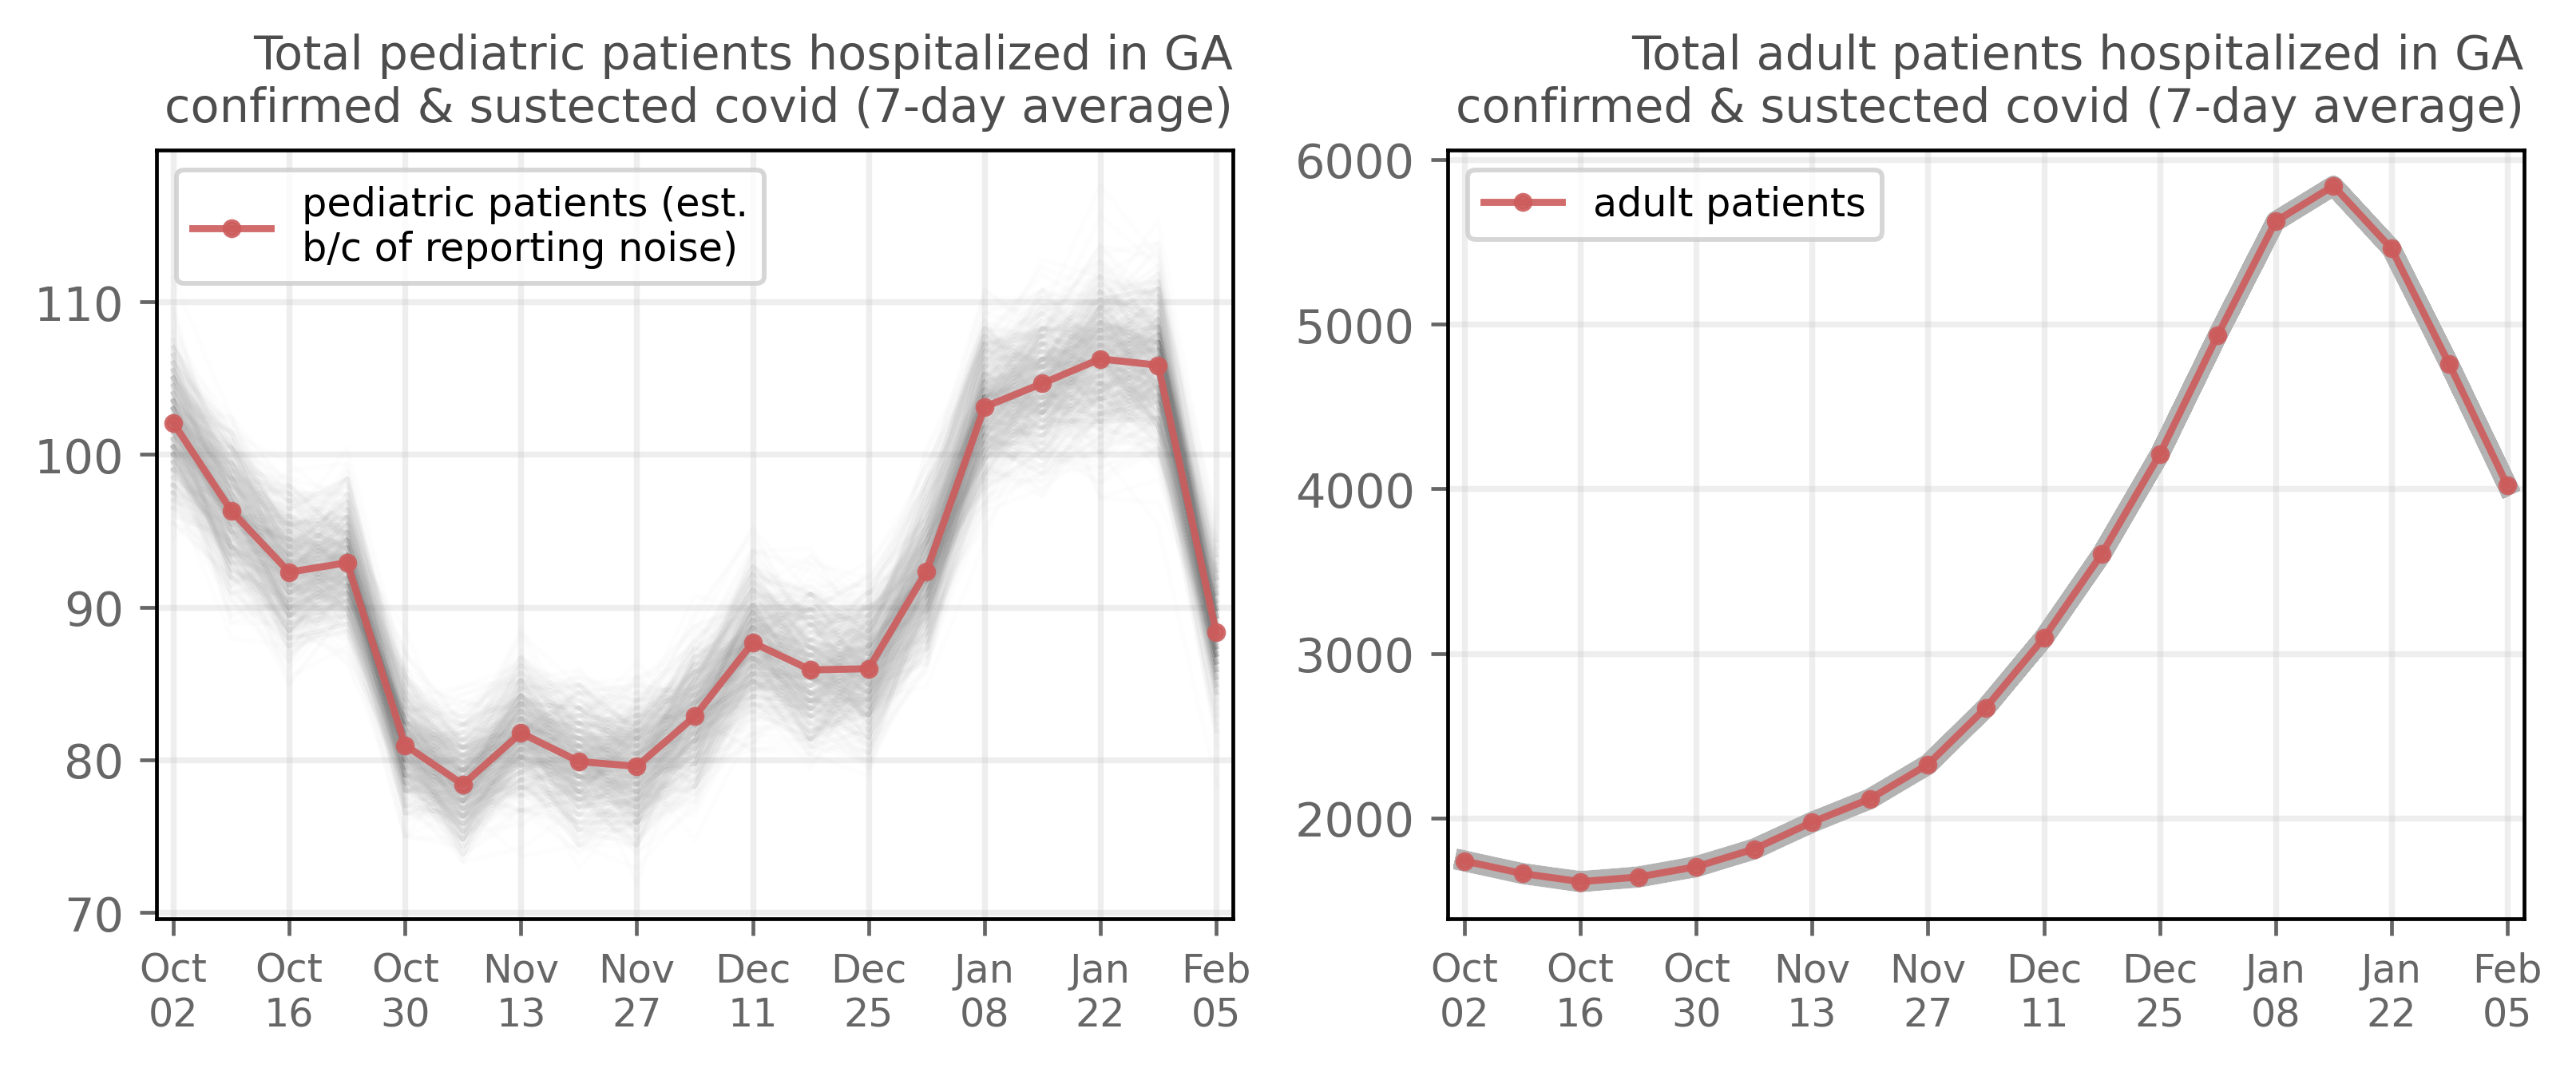 Total pediatric patients hospitalized in GA
confirmed & sustected covid (7-day average)
pediatric patients (est.
b/c of reporting noise)
110
100
90
80
70
Oct Oct Oct Nov Nov Dec Dec Jan Jan Feb
02 16 30 13 27 11 25 08 22 05
Total adult patients hospitalized in GA
confirmed & sustected covid (7-day average)
adult patients
6000
5000
4000
3000
2000
Oct Oct Oct Nov Nov Dec Dec Jan Jan Feb
02 16 30 13 27 11 25 08 22 05